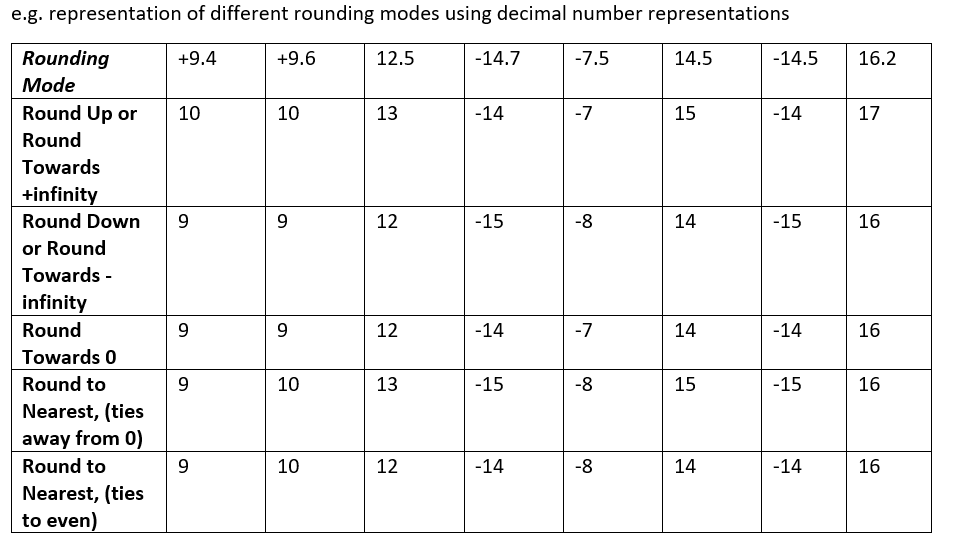 e.g. representation of different rounding modes using decimal number representations
Rounding Mode +9.4 +9.6 12.5 -14.7 -7.5 14.5 -14.5 16.2
Round Up or Round Towards +infinity 10 10 13 -14 -7 15 -14 17
Round Down or Round Towards - infinity 9 9 12 -15 -8 14 -15 16
Round Towards 0 9 9 12 -14 -7 14 -14 16
Round to Nearest, (ties away from 0) 9 10 13 -15 -8 15 -15 16
Round to Nearest, (ties to even) 9 10 12 -14 -8 14 -14 16